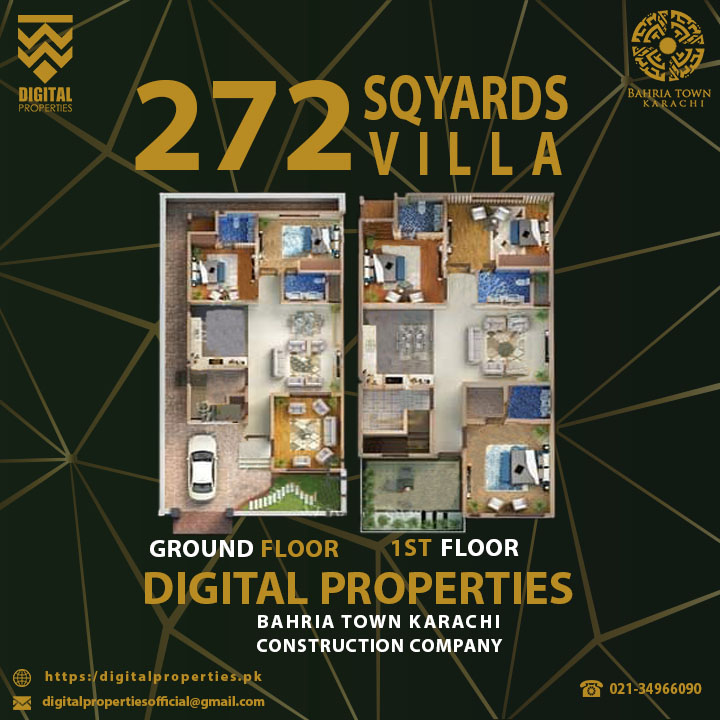 DIGITAL
PROPERTIES
BAHRIA TOWN
KARACHI
272 SQYARDS
VILLA
GROUND FLOOR
1ST FLOOR
DIGITAL PROPERTIES
BAHRIA TOWN KARACHI
CONSTRUCTION COMPANY
https:/digitalproperties.pk
digitalpropertiesofficial@gmail.com
021-34966090